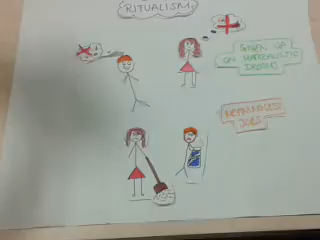 RITUALISM
GIVEN UP
ON MATERIALISTIC
DREAMS
MEANINGLESS
JOBS